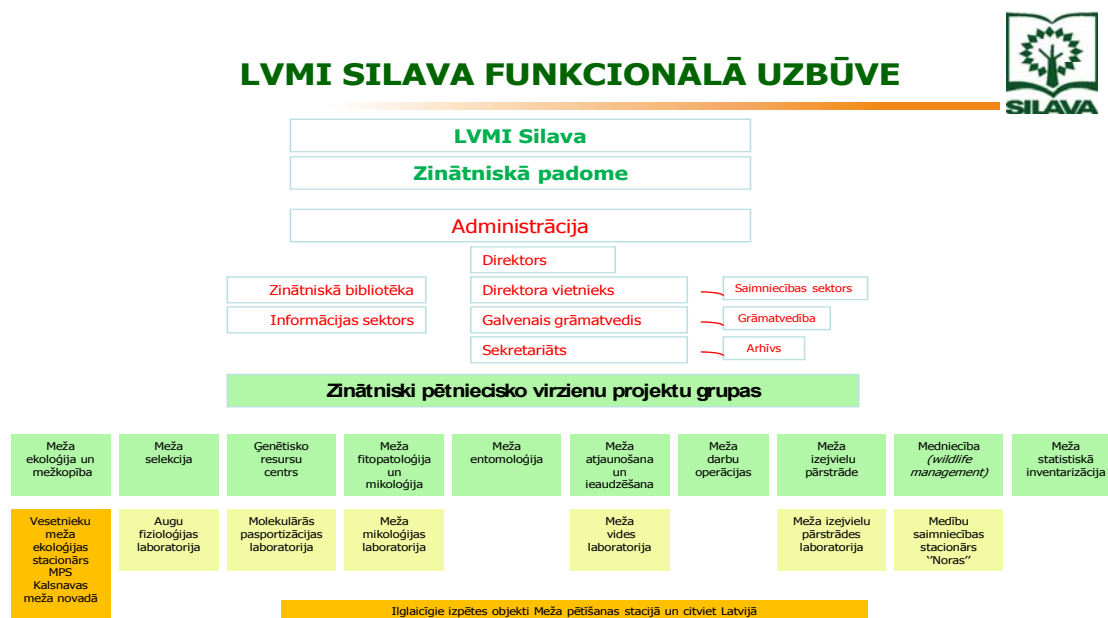 LVMI SILAVA FUNKCIONĀLĀ UZBŪVE
SILAVA
LVMI Silava
Zinātniskā padome
Administrācija
Direktors
Zinātniskā bibliotēka
Direktora vietnieks
Saimniecības sektors
Informācijas sektors
Galvenais grāmatvedis
Grāmatvedība
Sekretariāts
Arhīvs
Zinātniski pētniecisko virzienu projektu grupas
Meža
ekoloģija un
mežkopība
Meža
selekcija
Ģenētisko
resursu
centrs
Meža
fitopatoloģija
un
mikoloģija
Meža
entomoloģija
Meža
atjaunošana
un
ieaudzēšana
Meža
darbu
operācijas
Meža
izejvielu
pārstrāde
Medniecība
(wildlife
management)
Meža
statistiskā
inventarizācija
Vesetnieku
meža
ekoloģijas
stacionārs
MPS
Kalsnavas
meža novadā
Augu
fizioloģijas
laboratorija
Molekulārās
pasportizācijas
laboratorija
Meža
mikoloģijas
laboratorija
Meža
vides
laboratorija
Meža izejvielu
pārstrādes
laboratorija
Medību
saimniecības
stacionārs
‘’Noras’’
Ilglaicīgie izpētes objekti Meža pētīšanas stacijā un citviet Latvijā